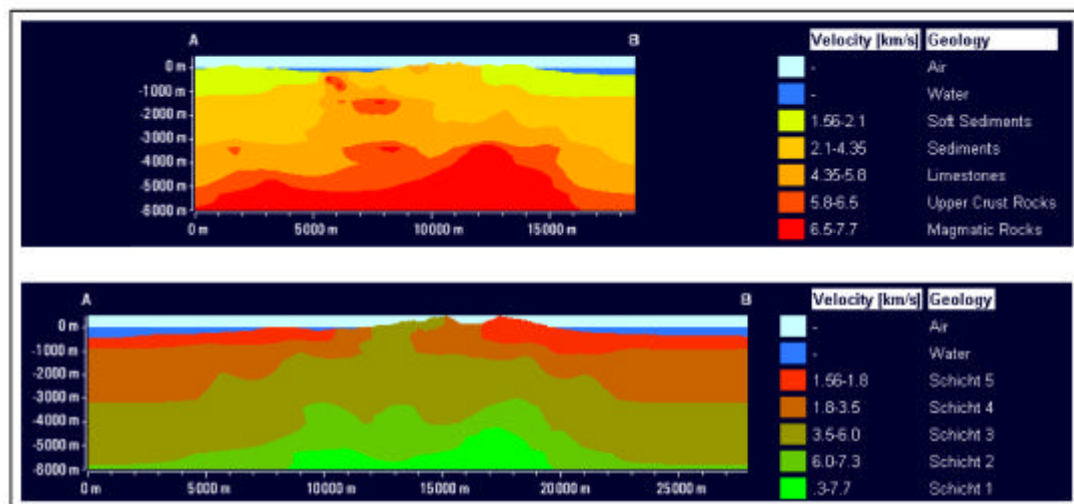 A B Velocity [km/s] Geology
0 m - Air
-1000 m - Water
-2000 m 1.56-2.1 Soft Sediments
-3000 m 2.1-4.35 Sediments
-4000 m 4.35-5.8 Limestones
-5000 m 5.8-6.5 Upper Crust Rocks
-6000 m 6.5-7.7 Magmatic Rocks
0 m 5000 m 10000 m 15000 m
A B Velocity [km/s] Geology
0 m - Air
-1000 m - Water
-2000 m 1.56-1.8 Schicht 5
-3000 m 1.8-3.5 Schicht 4
-4000 m 3.5-6.0 Schicht 3
-5000 m 6.0-7.3 Schicht 2
-6000 m .3-7.7 Schicht 1
0 m 5000 m 10000 m 15000 m 20000 m 25000 m